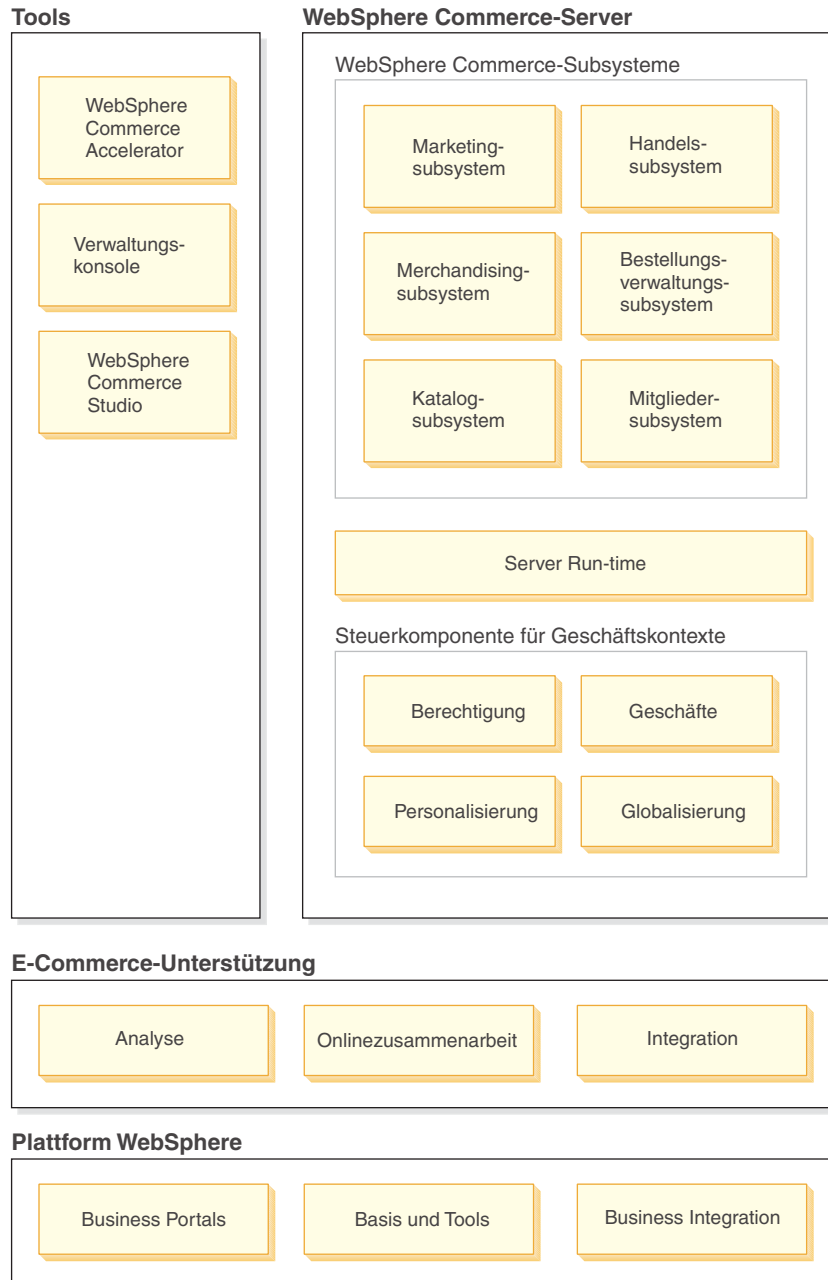 Tools
WebSphere
Commerce
Accelerator
Verwaltungs-
konsole
WebSphere
Commerce
Studio
WebSphere Commerce-Server
WebSphere Commerce-Subsysteme
Marketing-
subsystem
Handels-
subsystem
Merchandising-
subsystem
Bestellungs-
verwaltungs-
subsystem
Katalog-
subsystem
Mitglieder-
subsystem
Server Run-time
Steuerkomponente für Geschäftskontexte
Berechtigung
Geschäfte
Personalisierung
Globalisierung
E-Commerce-Unterstützung
Analyse
Onlinezusammenarbeit
Integration
Plattform WebSphere
Business Portals
Basis und Tools
Business Integration